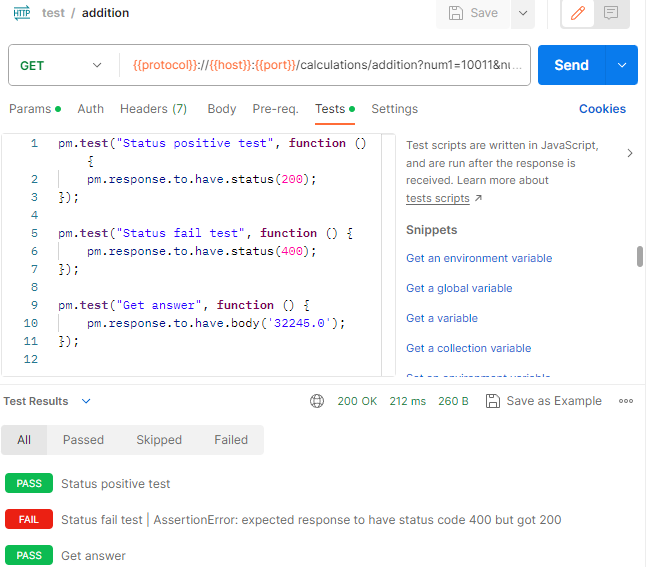 HTTP test / addition Save
GET {{protocol}}://{{host}}:{{port}}/calculations/addition?num1=10011&nu... Send
Params Auth Headers (7) Body Pre-req. Tests Settings Cookies
1 pm.test("Status positive test", function ()
{
2 pm.response.to.have.status(200);
3 });
4
5 pm.test("Status fail test", function () {
6 pm.response.to.have.status(400);
7 });
8
9 pm.test("Get answer", function () {
10 pm.response.to.have.body('32245.0');
11 });
12
Test scripts are written in JavaScript,
and are run after the response is
received. Learn more about
tests scripts ↗
Snippets
Get an environment variable
Get a global variable
Get a variable
Get a collection variable
Set an environment variable
Test Results 200 OK 212 ms 260 B Save as Example
All Passed Skipped Failed
PASS Status positive test
FAIL Status fail test | AssertionError: expected response to have status code 400 but got 200
PASS Get answer